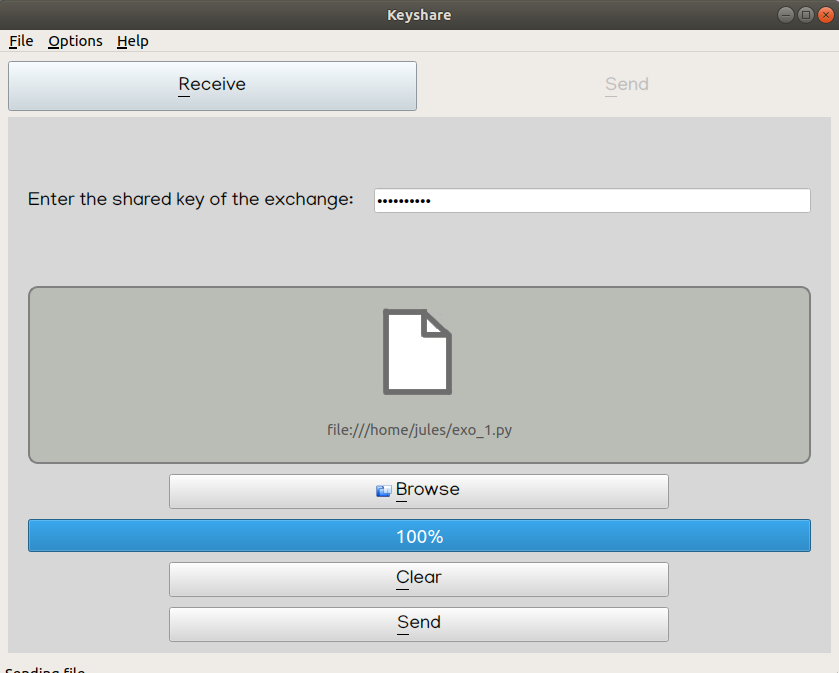 Keyshare
File Options Help
Receive Send
Enter the shared key of the exchange: ••••••••••
file:///home/jules/exo_1.py
Browse
100%
Clear
Send
Sending file